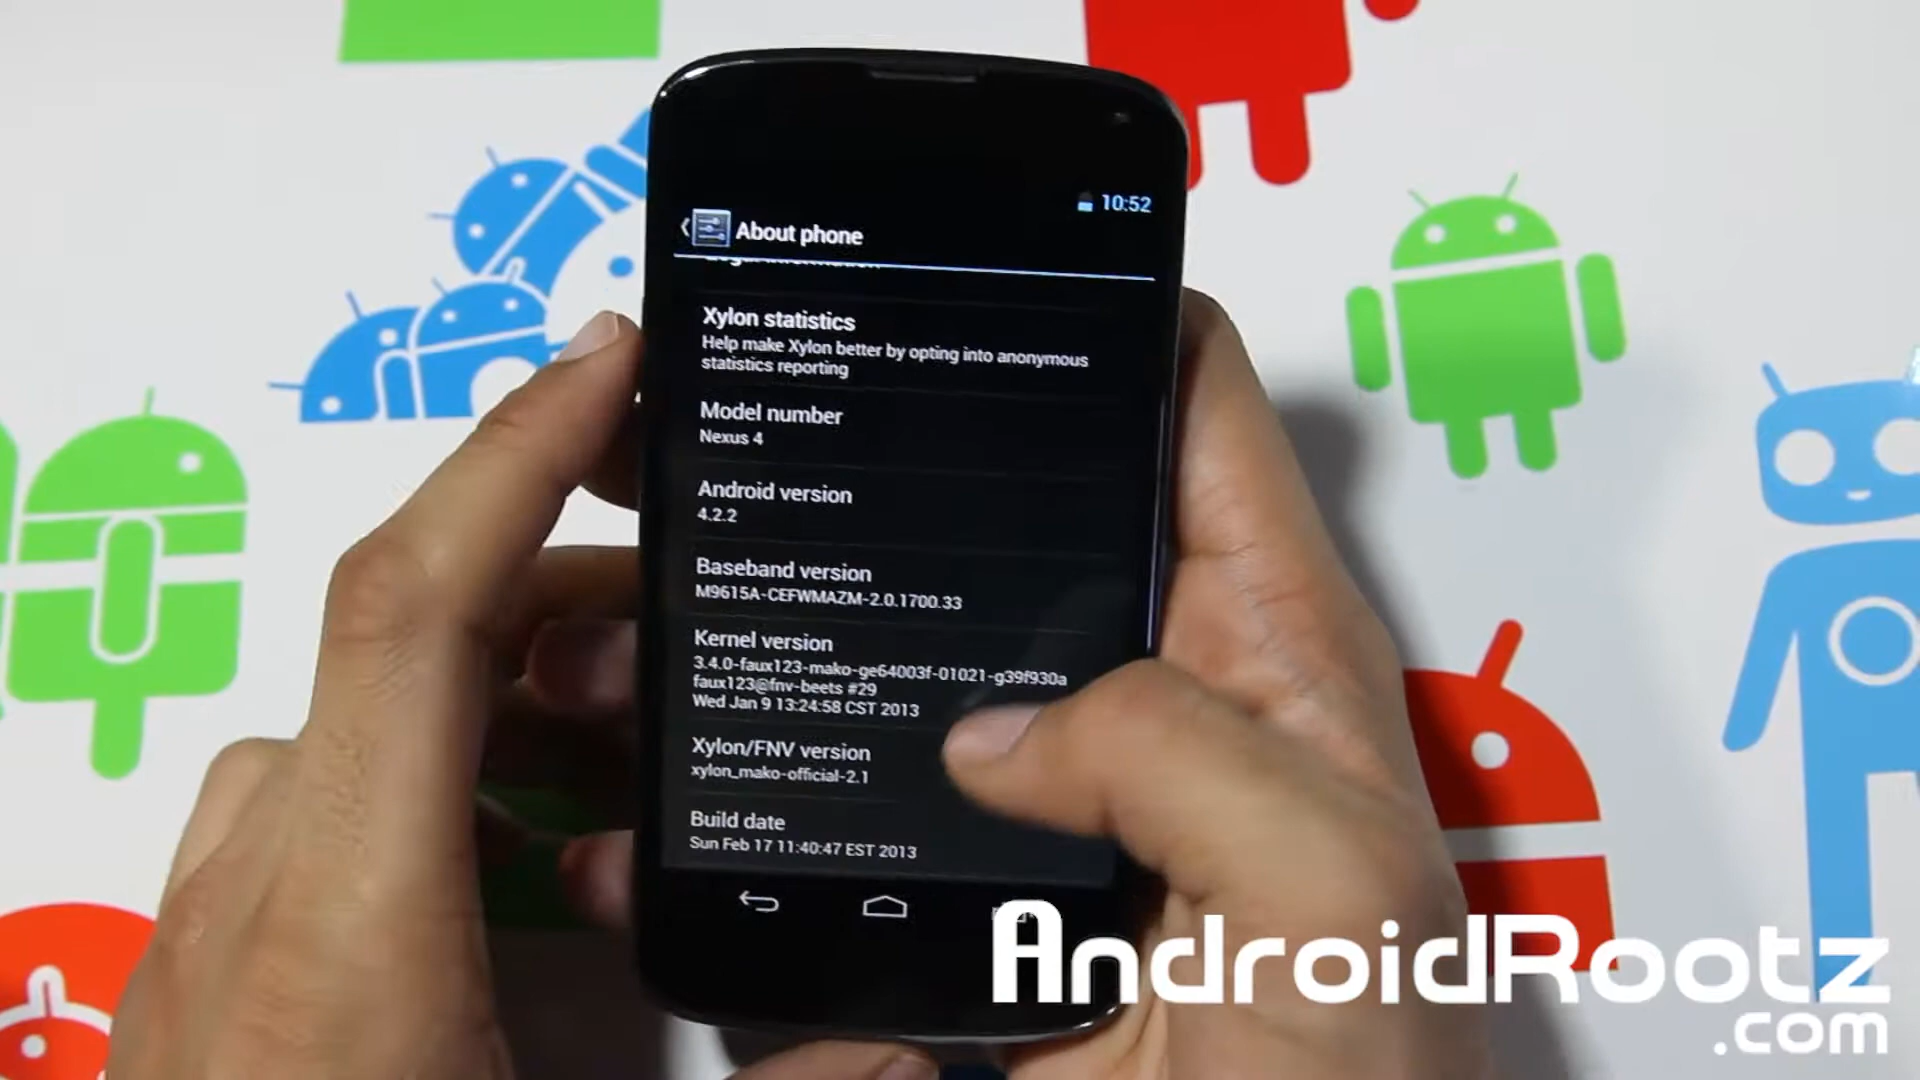 10:52
About phone
Xylon statistics
Help make Xylon better by opting into anonymous
statistics reporting
Model number
Nexus 4
Android version
4.2.2
Baseband version
M9615A-CEFWMAZM-2.0.1700.33
Kernel version
3.4.0-faux123-mako-ge64003f-01021-g39f930a
faux123@fnv-beets #29
Wed Jan 9 13:24:58 CST 2013
Xylon/FNV version
xylon_mako-official-2.1
Build date
Sun Feb 17 11:40:47 EST 2013
AndroidRootz
.com